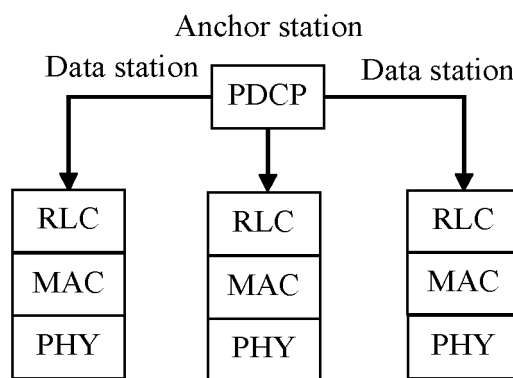 Anchor station
Data station
Data station
PDCP
RLC
RLC
RLC
MAC
MAC
MAC
PHY
PHY
PHY